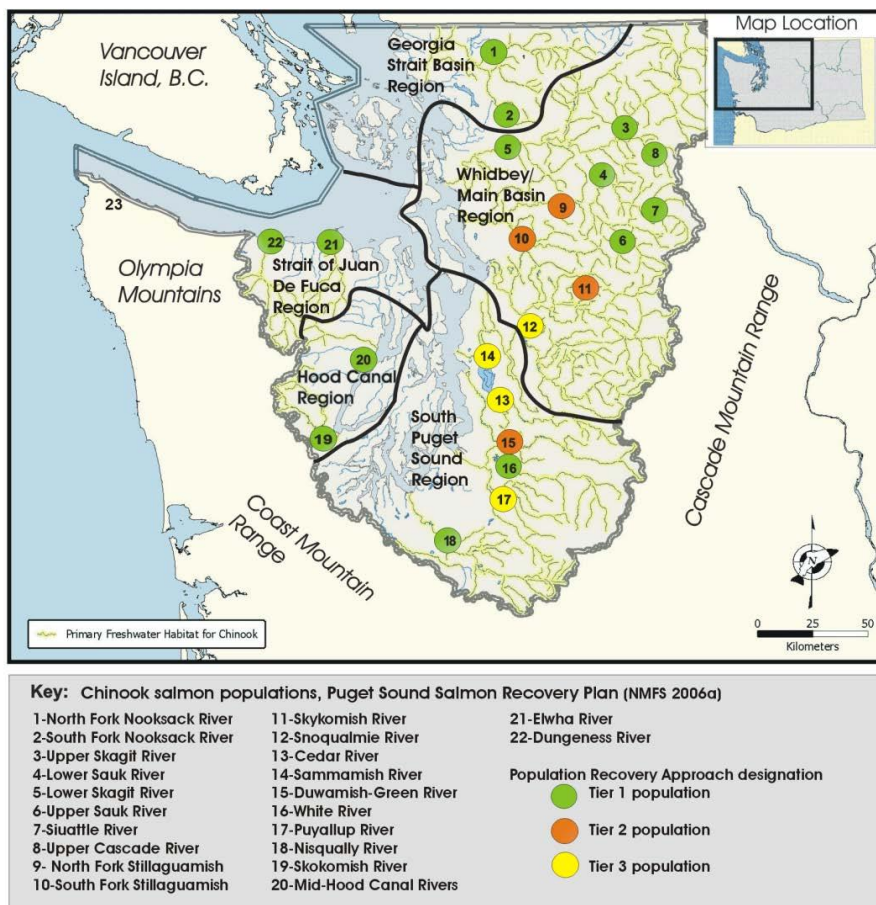 Map Location
Vancouver
Island, B.C.
Georgia
Strait Basin
Region
1
2
3
5
8
4
Whidbey/
Main Basin
Region
9
7
10
6
23
22
21
Olympia
Mountains
Strait of Juan
De Fuca
Region
11
12
14
20
Hood Canal
Region
13
Cascade Mountain Range
South
Puget
Sound
Region
15
19
16
17
18
Coast Mountain
Range
N
Primary Freshwater Habitat for Chinook
0 25 50
Kilometers
Key: Chinook salmon populations, Puget Sound Salmon Recovery Plan (NMFS 2006a)
1-North Fork Nooksack River
2-South Fork Nooksack River
3-Upper Skagit River
4-Lower Sauk River
5-Lower Skagit River
6-Upper Sauk River
7-Siuattle River
8-Upper Cascade River
9- North Fork Stillaguamish
10-South Fork Stillaguamish
11-Skykomish River
12-Snoqualmie River
13-Cedar River
14-Sammamish River
15-Duwamish-Green River
16-White River
17-Puyallup River
18-Nisqually River
19-Skokomish River
20-Mid-Hood Canal Rivers
21-Elwha River
22-Dungeness River
Population Recovery Approach designation
Tier 1 population
Tier 2 population
Tier 3 population